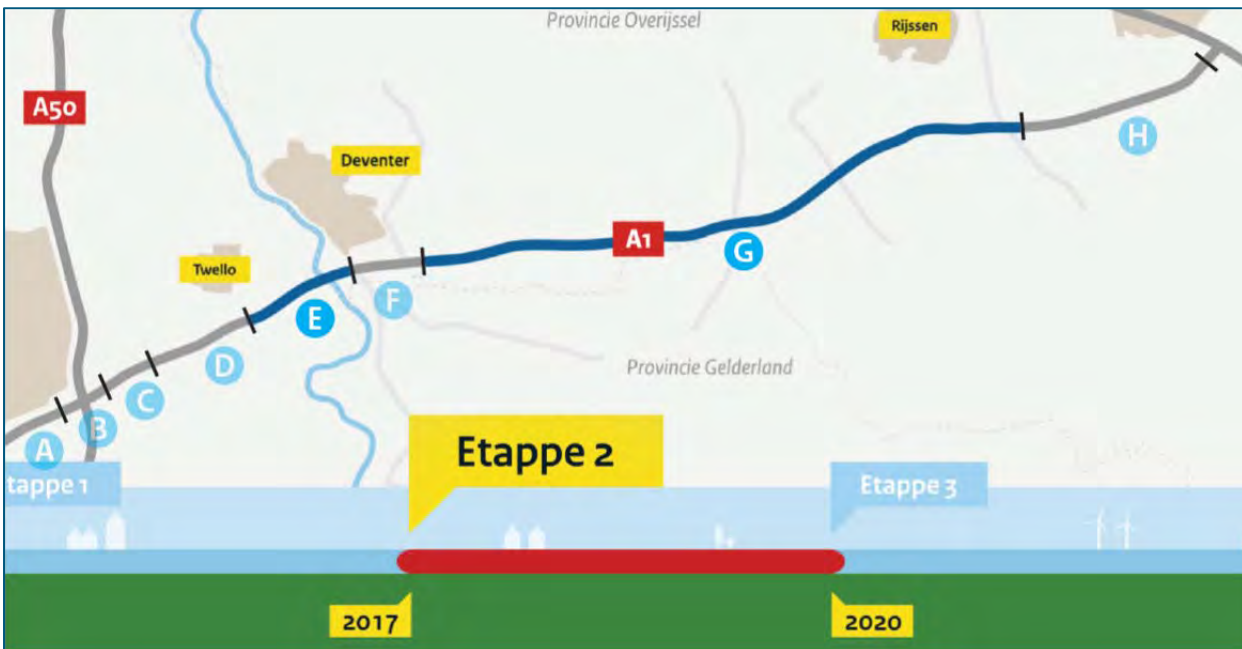 Provincie Overijssel
Rijssen
A50
H
Deventer
A1
G
Twello
F
E
D
Provincie Gelderland
C
B
A
Etappe 2
tappe 1
Etappe 3
2017
2020